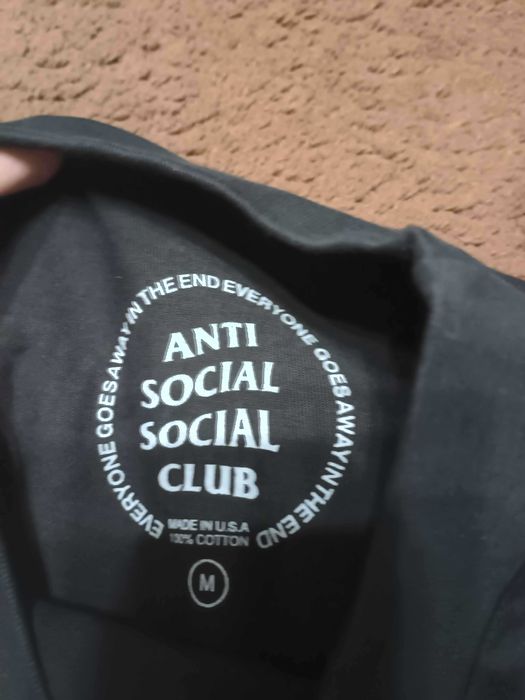 EVERYONE GOES AWAY IN THE END EVERYONE GOES AWAY IN THE END
ANTI
SOCIAL
SOCIAL
CLUB
MADE IN U.S.A
100% COTTON
M